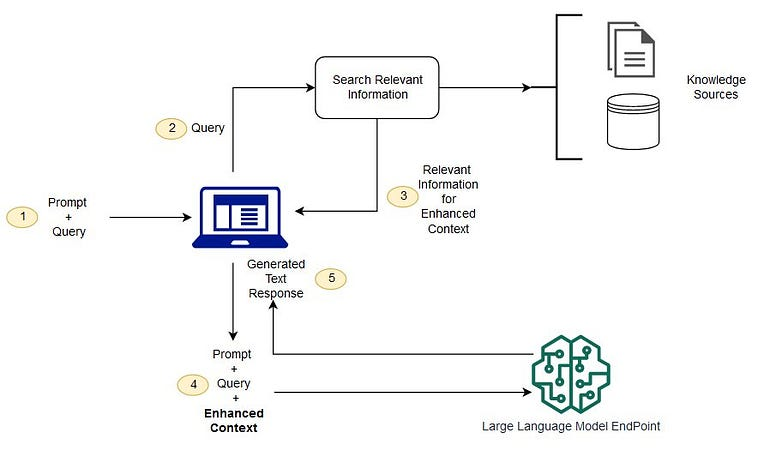 Search Relevant
Information
Knowledge
Sources
2
Query
3
Relevant
Information
for
Enhanced
Context
1
Prompt
+
Query
Generated
Text
Response
5
4
Prompt
+
Query
+
Enhanced
Context
Large Language Model EndPoint